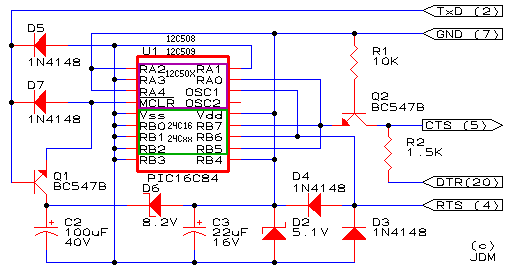 TxD (2)
12C508
12C509
GND (7)
D5
U1
1N4148
RA2
12C50X
RA1
R1
10K
RA3
RA0
RA4
OSC1
D7
MCLR
OSC2
Q2
BC547B
1N4148
Vss
Vdd
RB0
24C16
RB7
CTS (5)
RB1
24Cxx
RB6
RB2
RB5
R2
1.5K
RB3
RB4
Q1
BC547B
PIC16C84
D4
1N4148
DTR(20)
D6
RTS (4)
8.2V
C2
100uF
40V
C3
22uF
16V
D2
5.1V
D3
1N4148
(c)
JDM